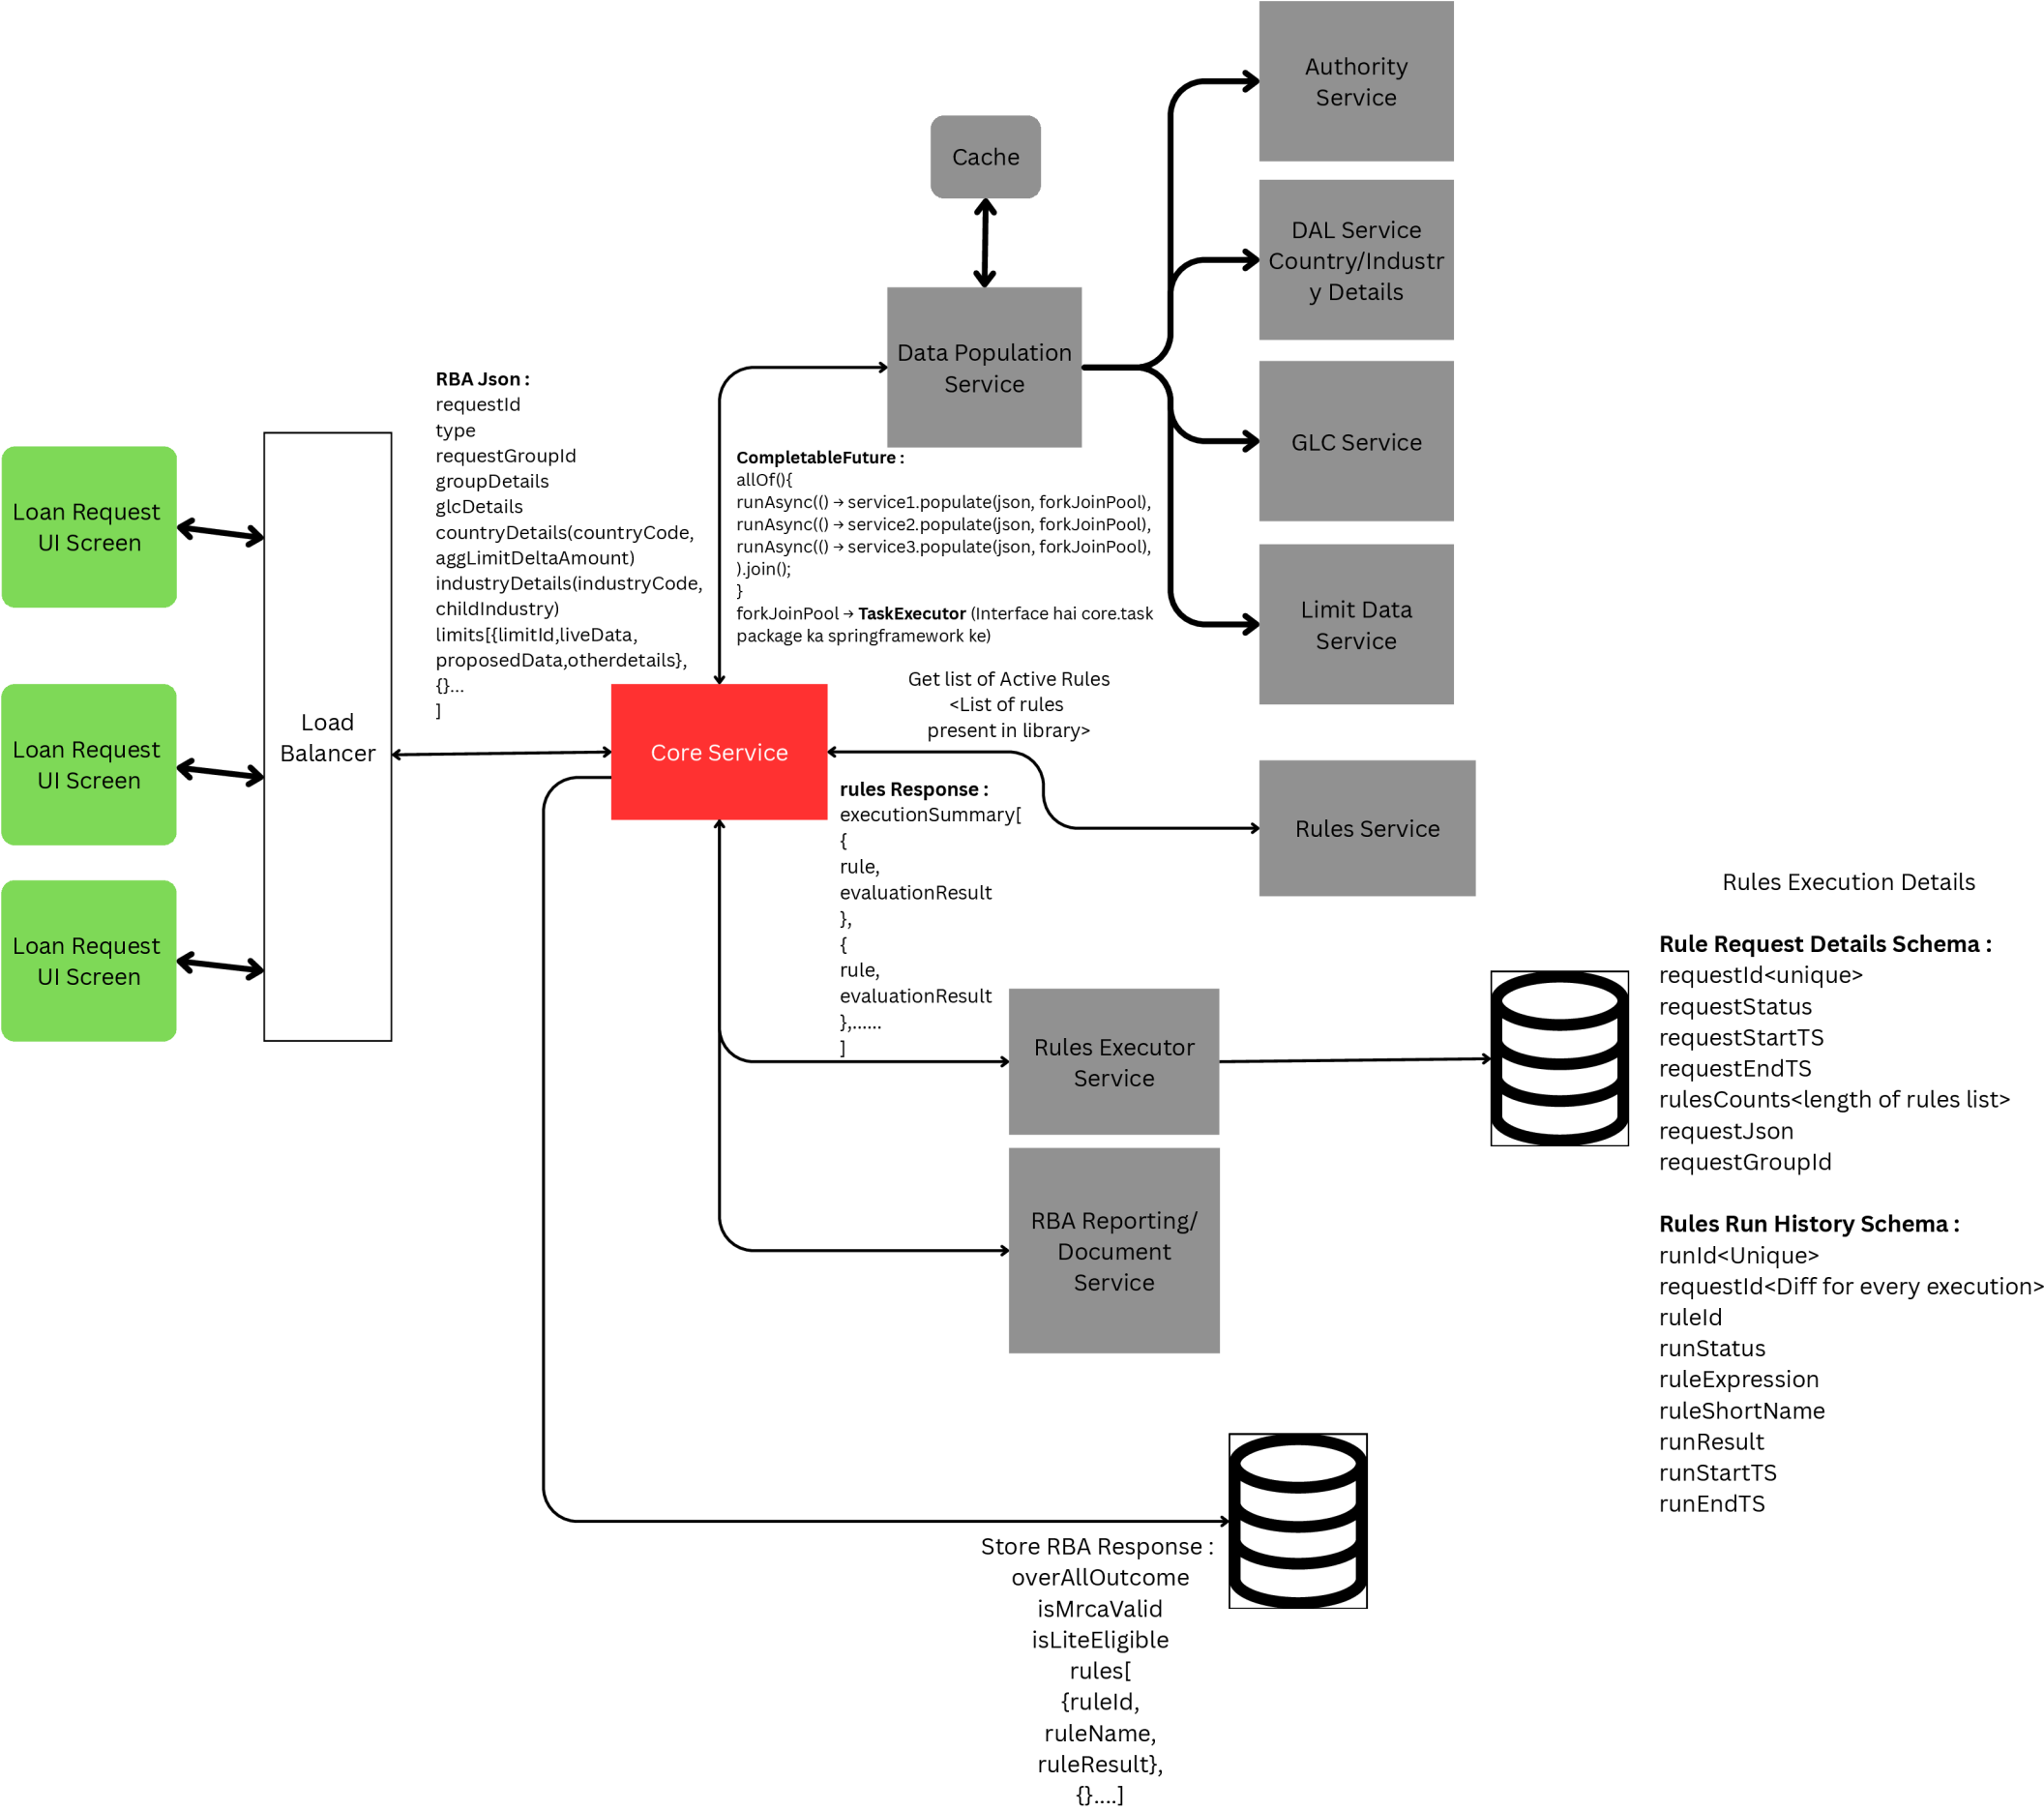 Authority
Service
Cache
DAL Service
Country/Industr
y Details
Data Population
Service
GLC Service
Limit Data
Service
RBA Json :
requestId
type
requestGroupId
groupDetails
glcDetails
countryDetails(countryCode,
aggLimitDeltaAmount)
industryDetails(industryCode,
childIndustry)
limits[{limitId,liveData,
proposedData,otherdetails},
{}...
]
CompletableFuture :
allOf(){
runAsync(() → service1.populate(json, forkJoinPool),
runAsync(() → service2.populate(json, forkJoinPool),
runAsync(() → service3.populate(json, forkJoinPool),
).join();
}
forkJoinPool → TaskExecutor (Interface hai core.task
package ka springframework ke)
Loan Request
UI Screen
Loan Request
UI Screen
Loan Request
UI Screen
Load
Balancer
Core Service
Get list of Active Rules
<List of rules
present in library>
Rules Service
rules Response :
executionSummary[
{
rule,
evaluationResult
},
{
rule,
evaluationResult
},......
]
Rules Executor
Service
RBA Reporting/
Document
Service
Rules Execution Details
Rule Request Details Schema :
requestId<unique>
requestStatus
requestStartTS
requestEndTS
rulesCounts<length of rules list>
requestJson
requestGroupId
Rules Run History Schema :
runId<Unique>
requestId<Diff for every execution>
ruleId
runStatus
ruleExpression
ruleShortName
runResult
runStartTS
runEndTS
Store RBA Response :
overAllOutcome
isMrcaValid
isLiteEligible
rules[
{ruleId,
ruleName,
ruleResult},
{}....]